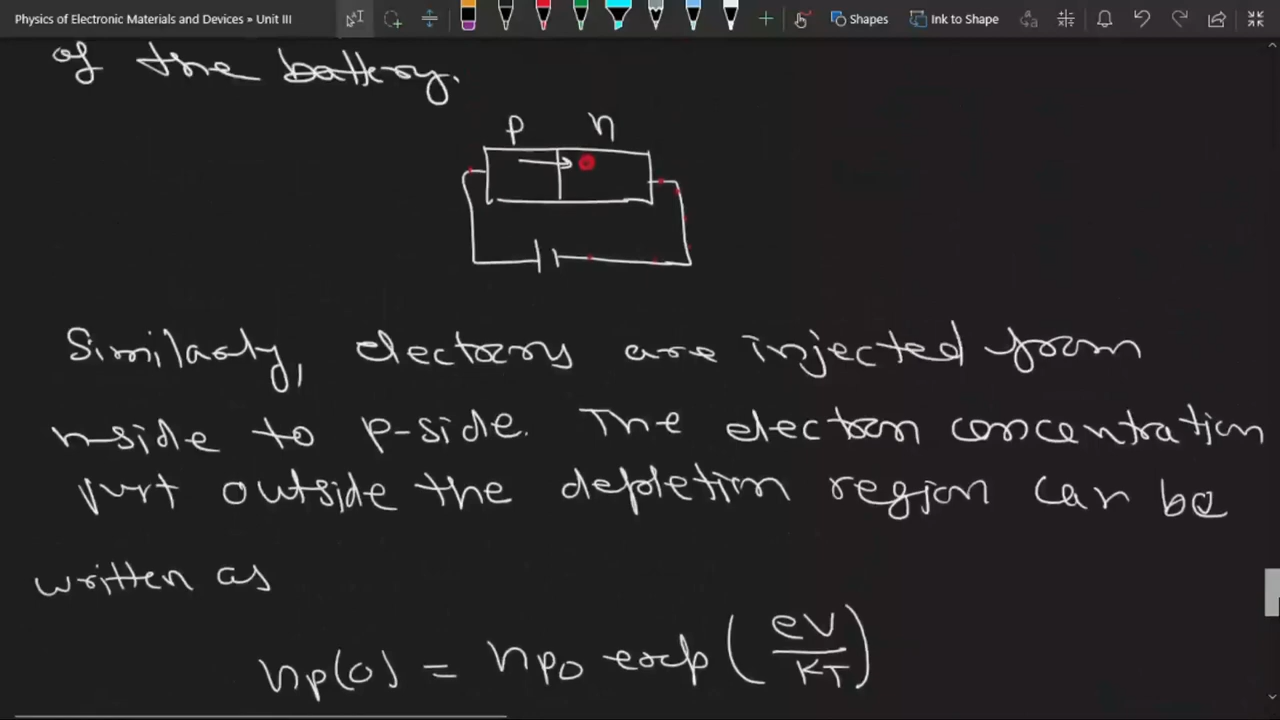 Physics of Electronic Materials and Devices » Unit III
Shapes
Ink to Shape
of the battery.
p n
Similarly, electrons are injected from
n-side to p-side. The electron concentration
just outside the depletion region can be
written as
np(0) = npo exp (eV/KT)